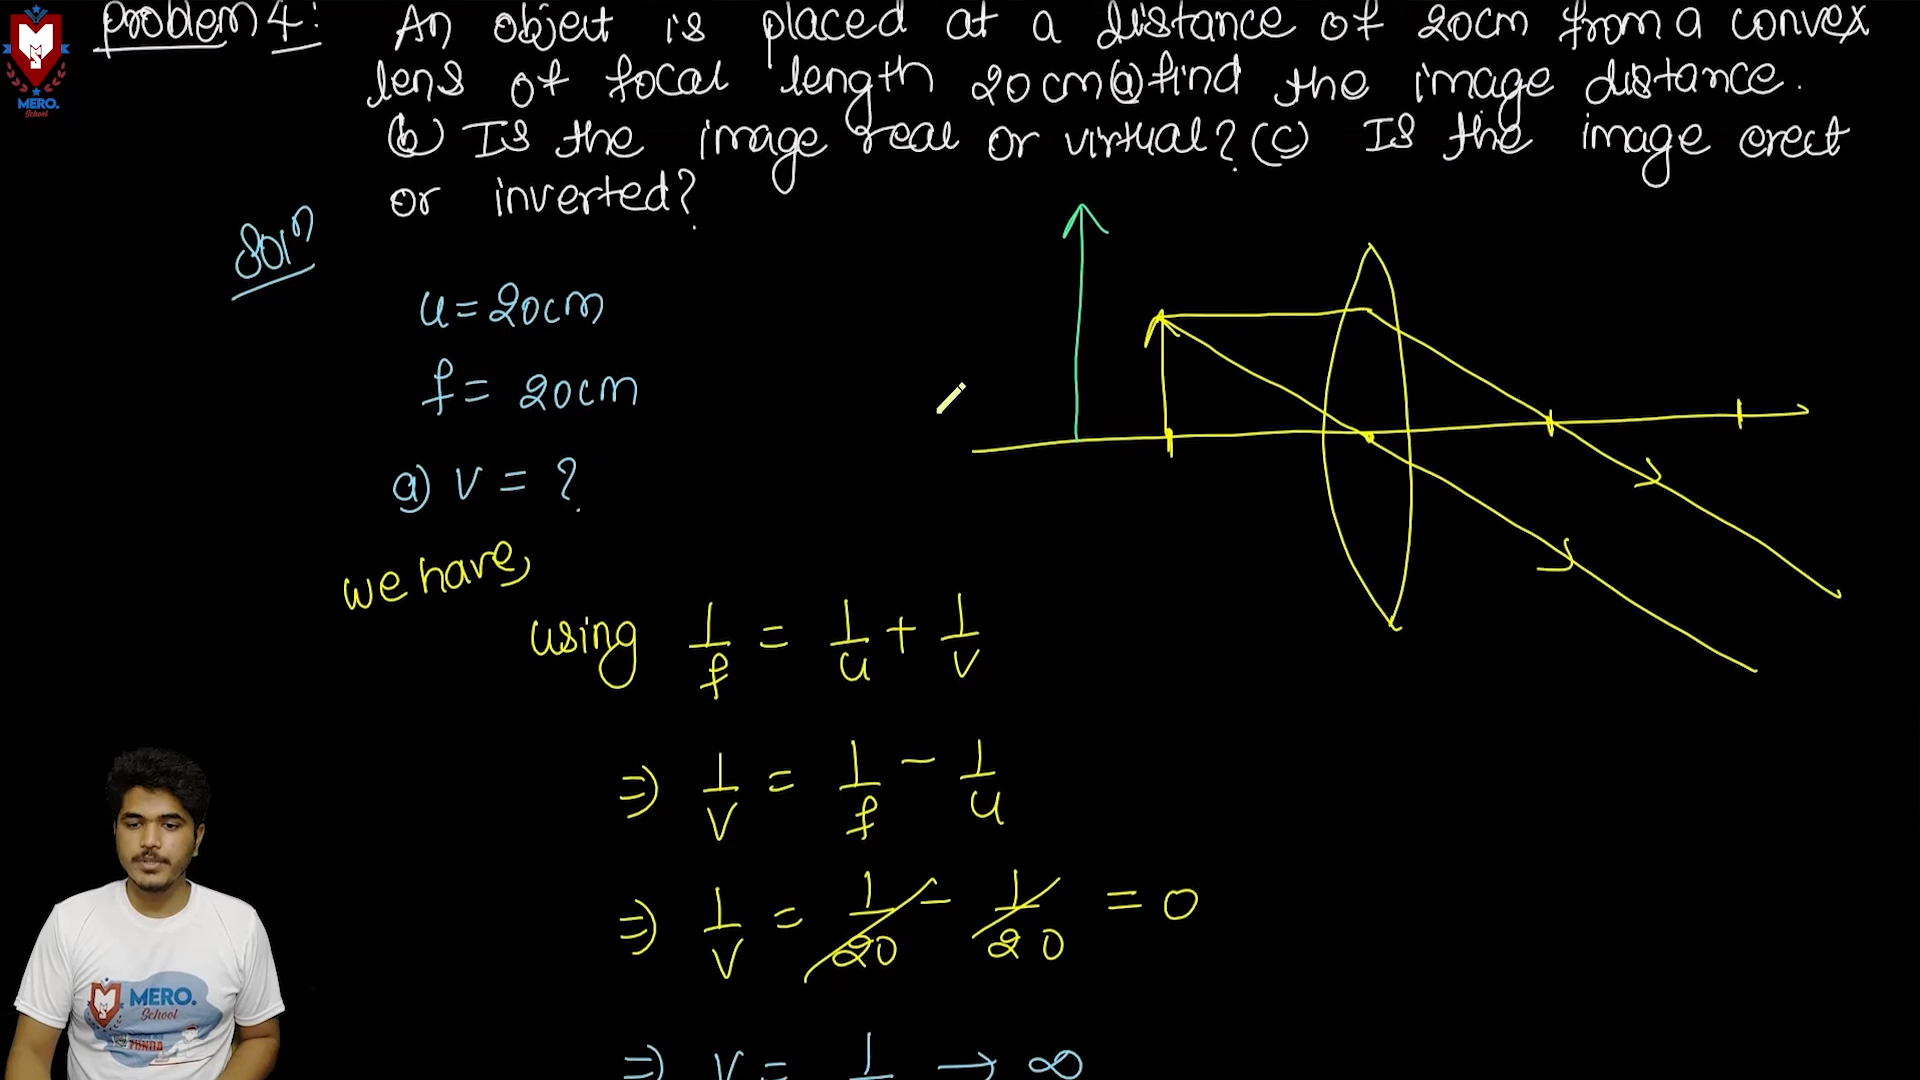 Problem 4: An object is placed at a distance of 20cm from a convex
lens of focal length 20cm (a) find the image distance.
(b) Is the image real or virtual? (c) Is the image erect
or inverted?
Solⁿ
u = 20cm
f = 20cm
a) v = ?
we have,
using 1/f = 1/u + 1/v
⇒ 1/v = 1/f - 1/u
⇒ 1/v = 1/20 - 1/20 = 0
⇒ v = 1 → ∞
MERO.
School
MERO.
School